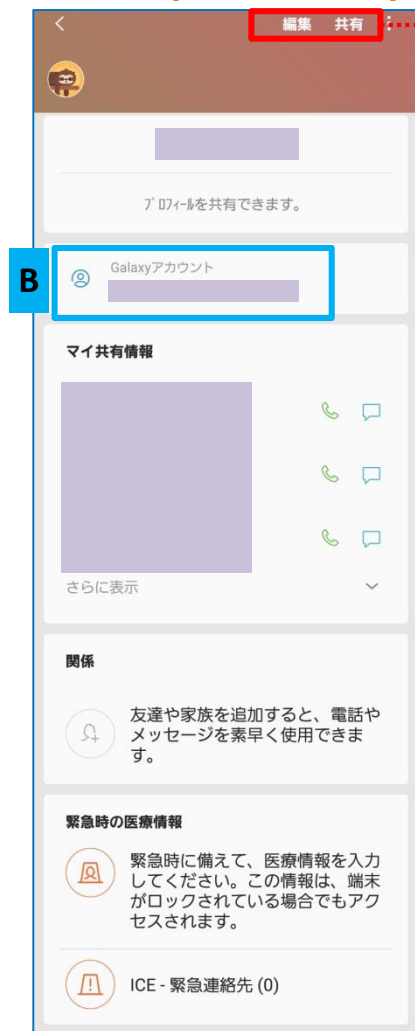 編集 共有
ﾌﾟﾛﾌｨｰﾙを共有できます。
B
Galaxyアカウント
マイ共有情報
さらに表示
関係
友達や家族を追加すると、電話や
メッセージを素早く使用できま
す。
緊急時の医療情報
緊急時に備えて、医療情報を入力
してください。この情報は、端末
がロックされている場合でもアク
セスされます。
ICE - 緊急連絡先 (0)